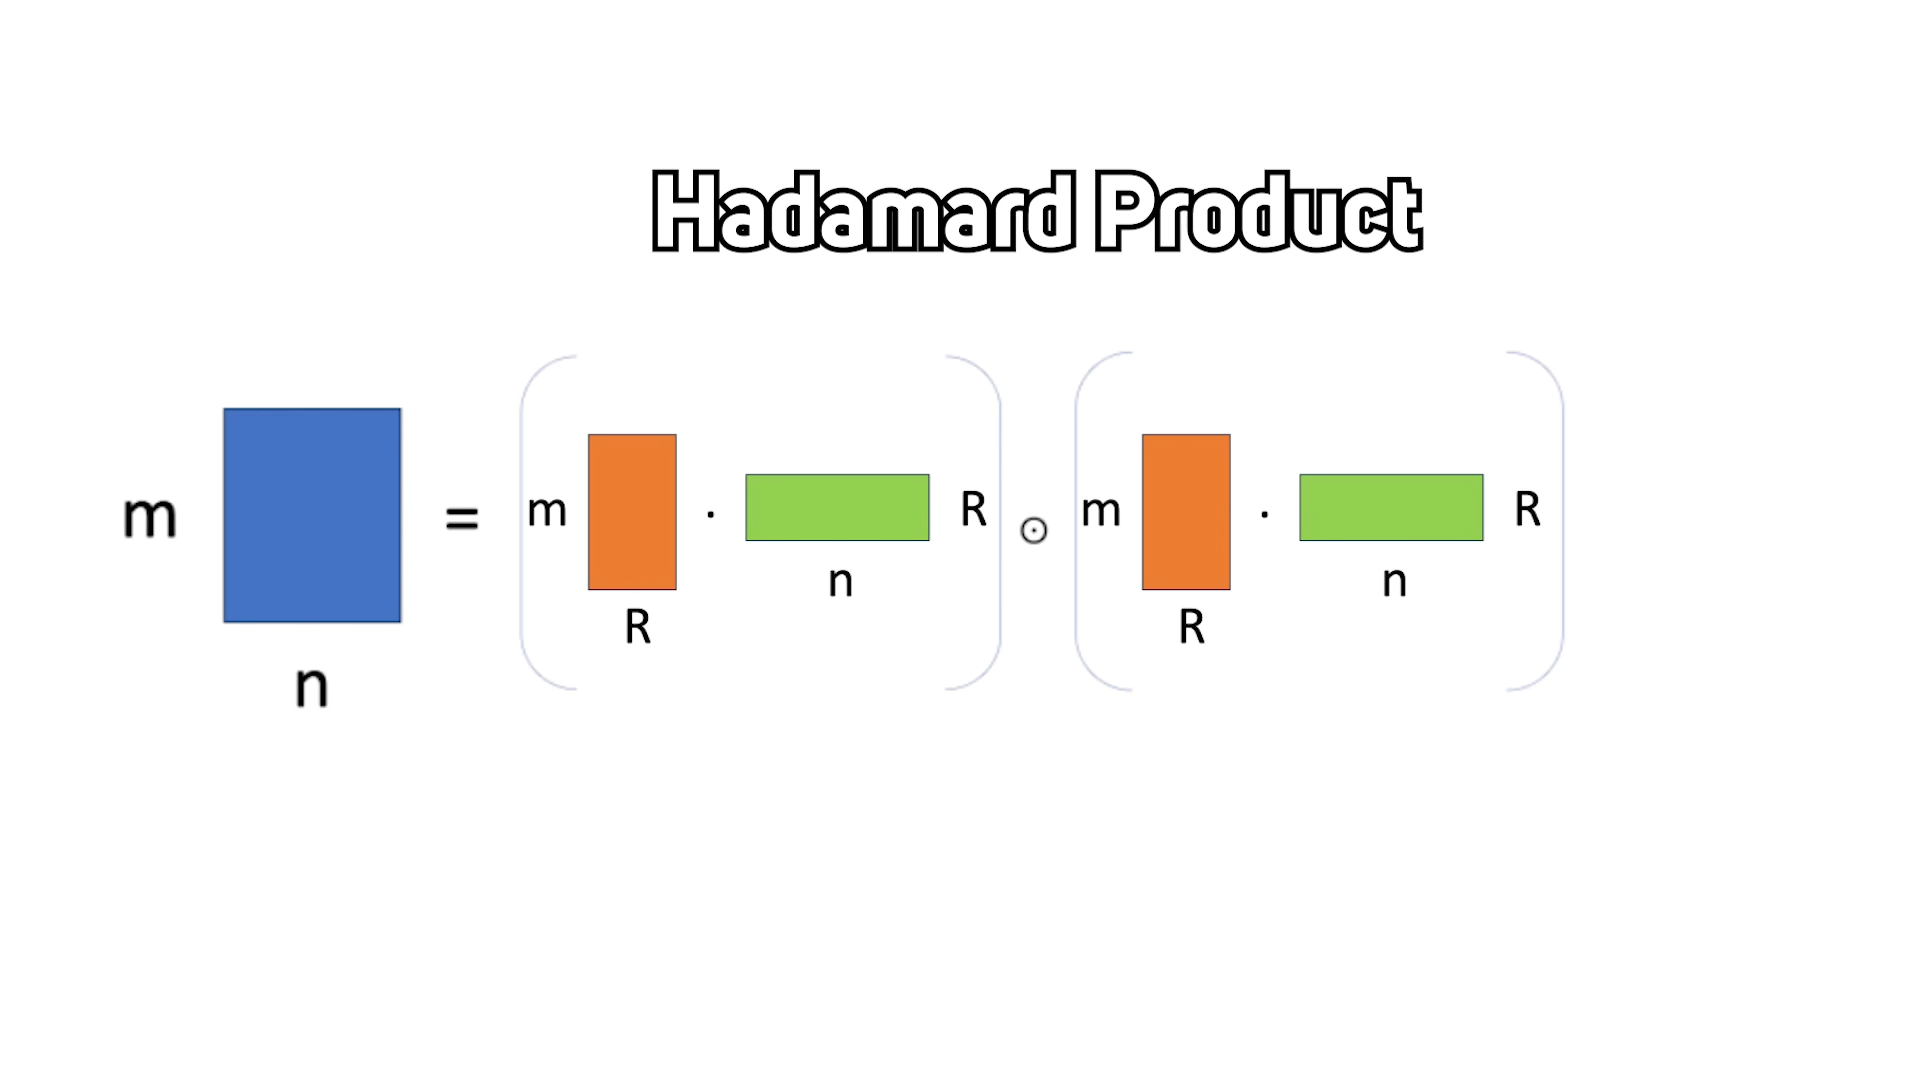 Hadamard Product
m = m · R ⊙ m · R
n n
R R
n